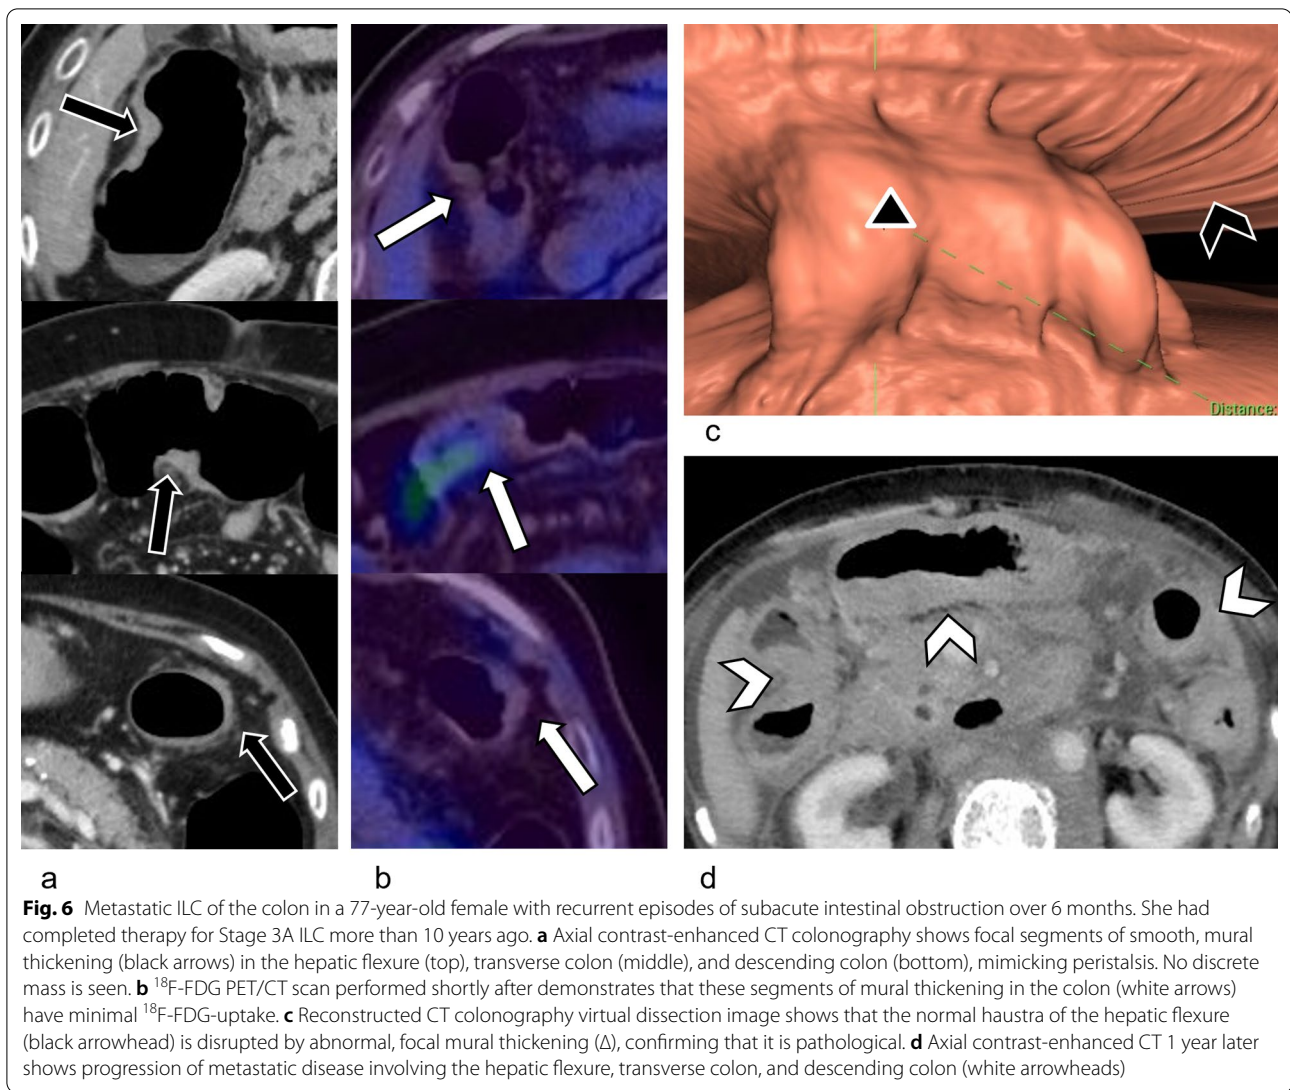 Distance:
c
a
b
d
Fig. 6 Metastatic ILC of the colon in a 77-year-old female with recurrent episodes of subacute intestinal obstruction over 6 months. She had
completed therapy for Stage 3A ILC more than 10 years ago. a Axial contrast-enhanced CT colonography shows focal segments of smooth, mural
thickening (black arrows) in the hepatic flexure (top), transverse colon (middle), and descending colon (bottom), mimicking peristalsis. No discrete
mass is seen. b ¹⁸F-FDG PET/CT scan performed shortly after demonstrates that these segments of mural thickening in the colon (white arrows)
have minimal ¹⁸F-FDG-uptake. c Reconstructed CT colonography virtual dissection image shows that the normal haustra of the hepatic flexure
(black arrowhead) is disrupted by abnormal, focal mural thickening (Δ), confirming that it is pathological. d Axial contrast-enhanced CT 1 year later
shows progression of metastatic disease involving the hepatic flexure, transverse colon, and descending colon (white arrowheads)